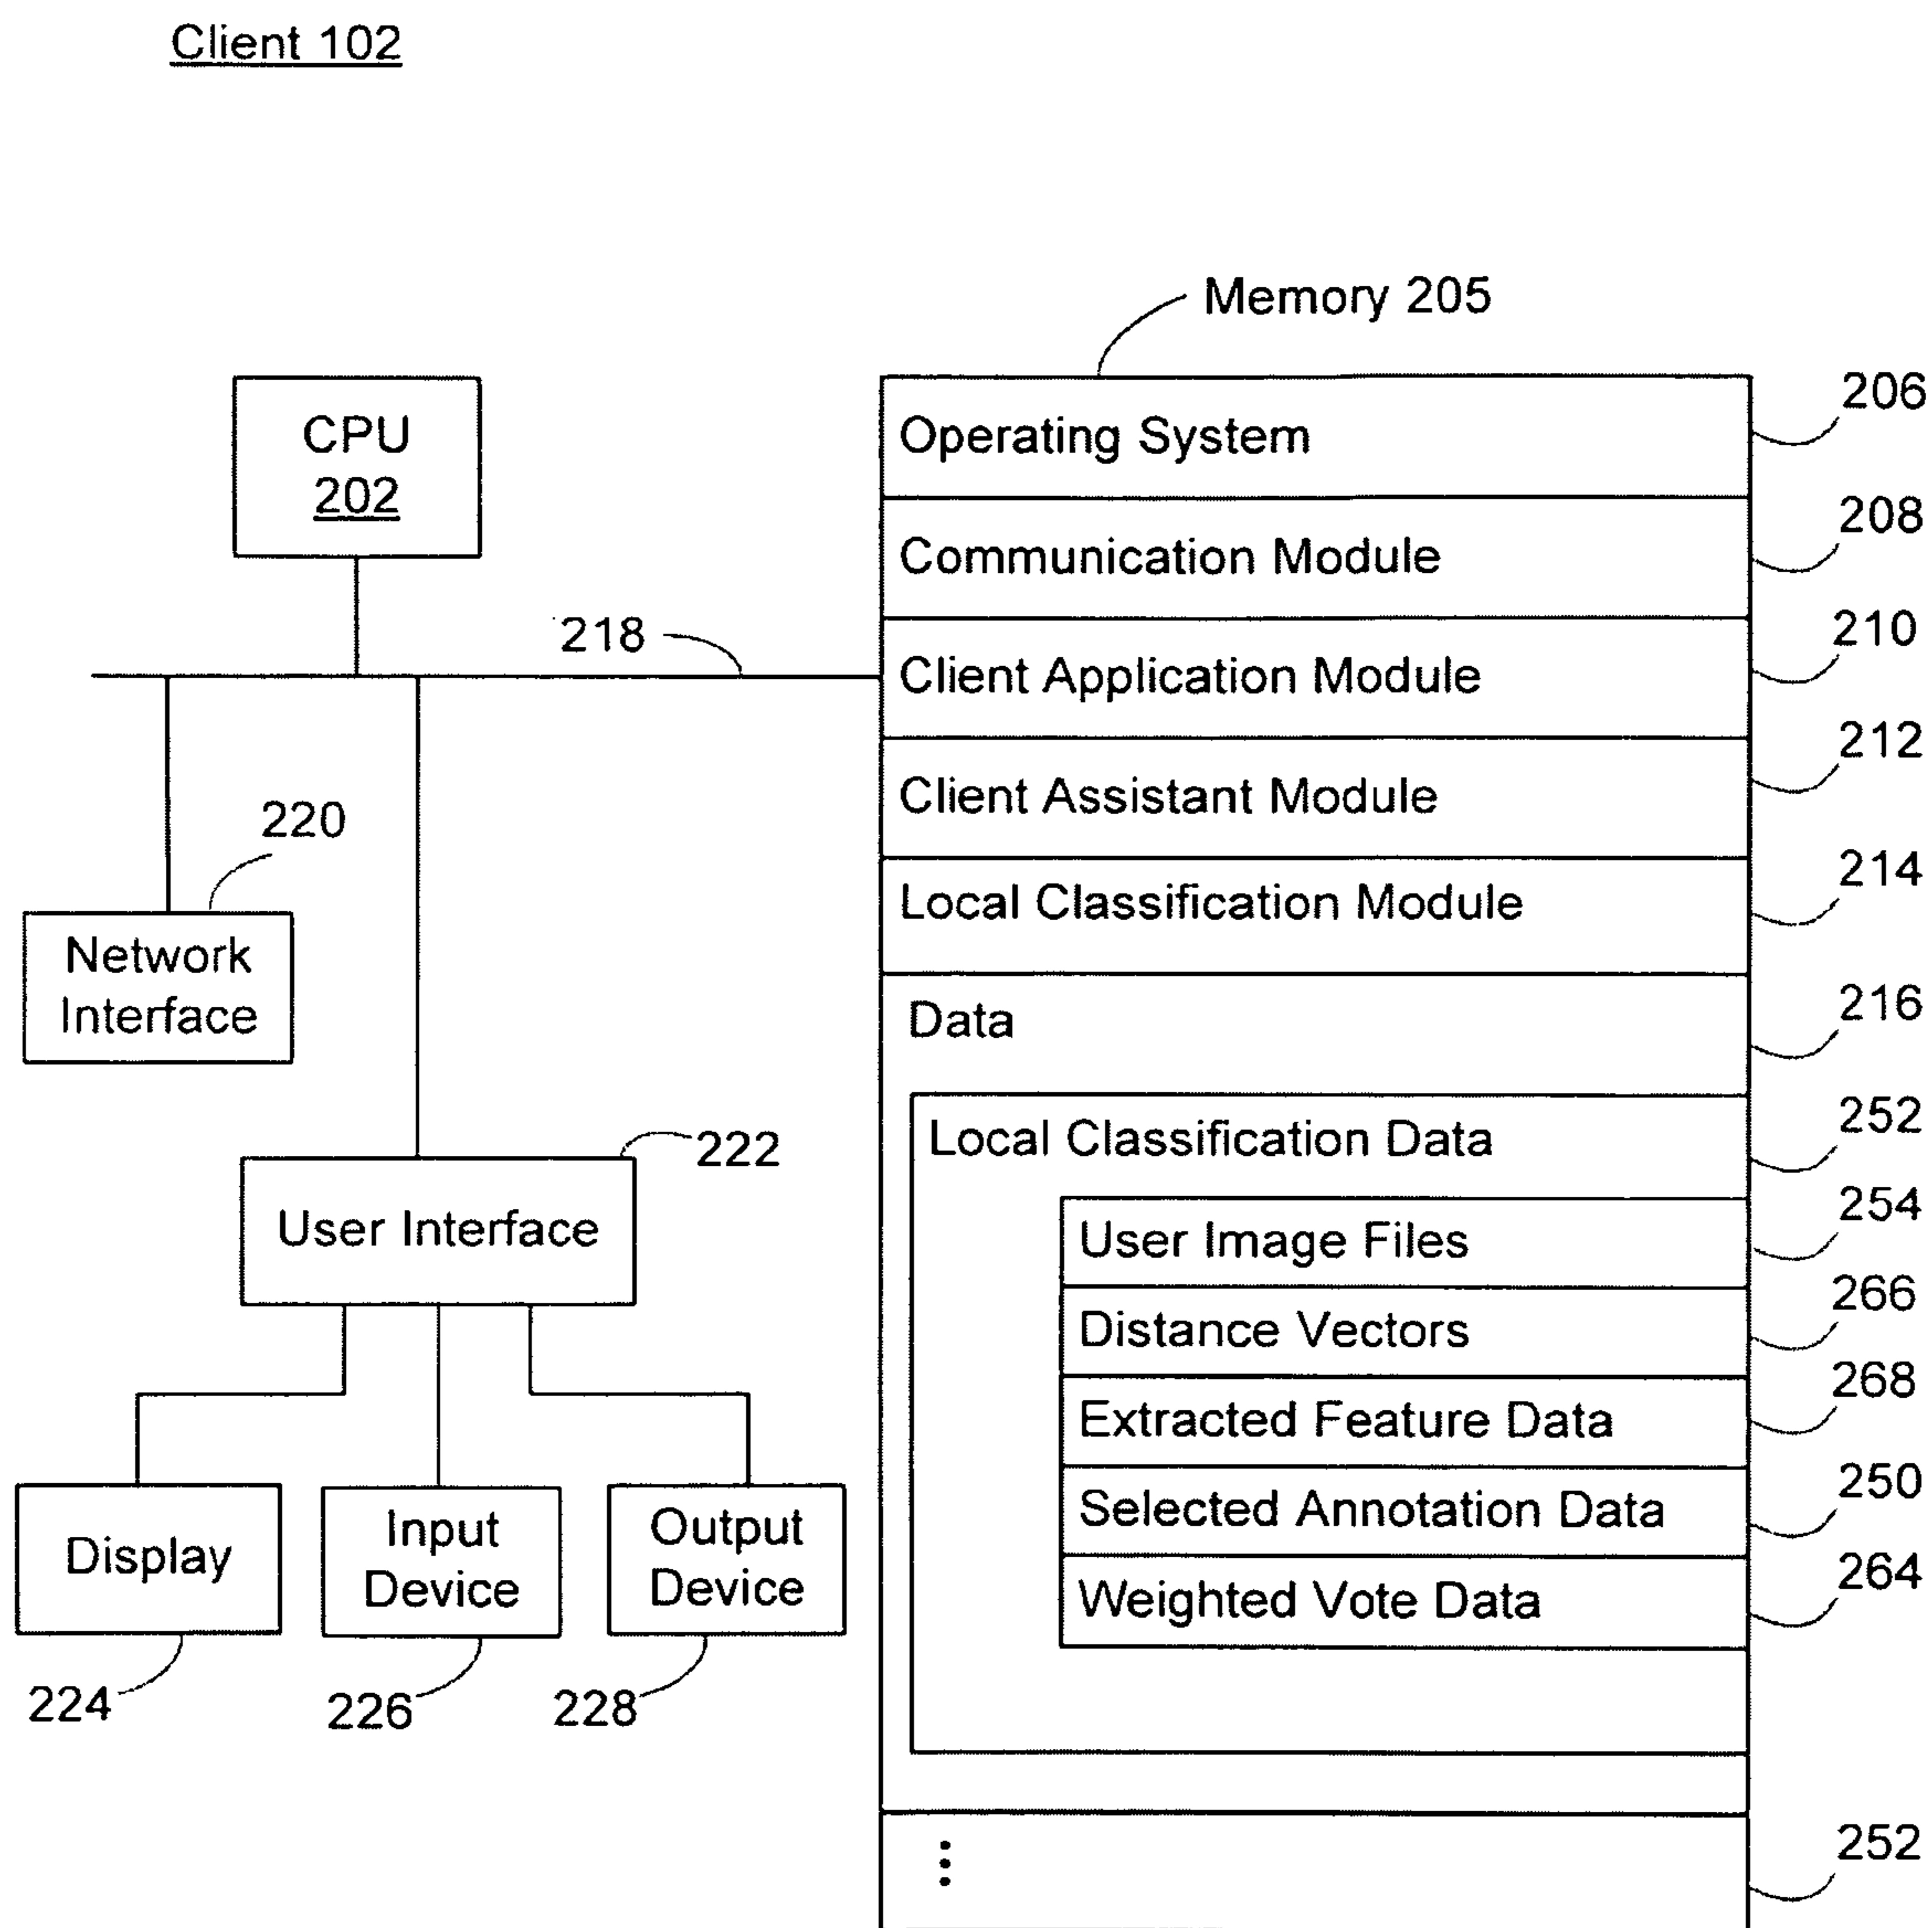 Client 102
Memory 205
CPU
202
218
220
Network
Interface
222
User Interface
Display
Input
Device
Output
Device
224
226
228
Operating System
206
Communication Module
208
Client Application Module
210
Client Assistant Module
212
Local Classification Module
214
Data
216
Local Classification Data
252
User Image Files
254
Distance Vectors
266
Extracted Feature Data
268
Selected Annotation Data
250
Weighted Vote Data
264
252